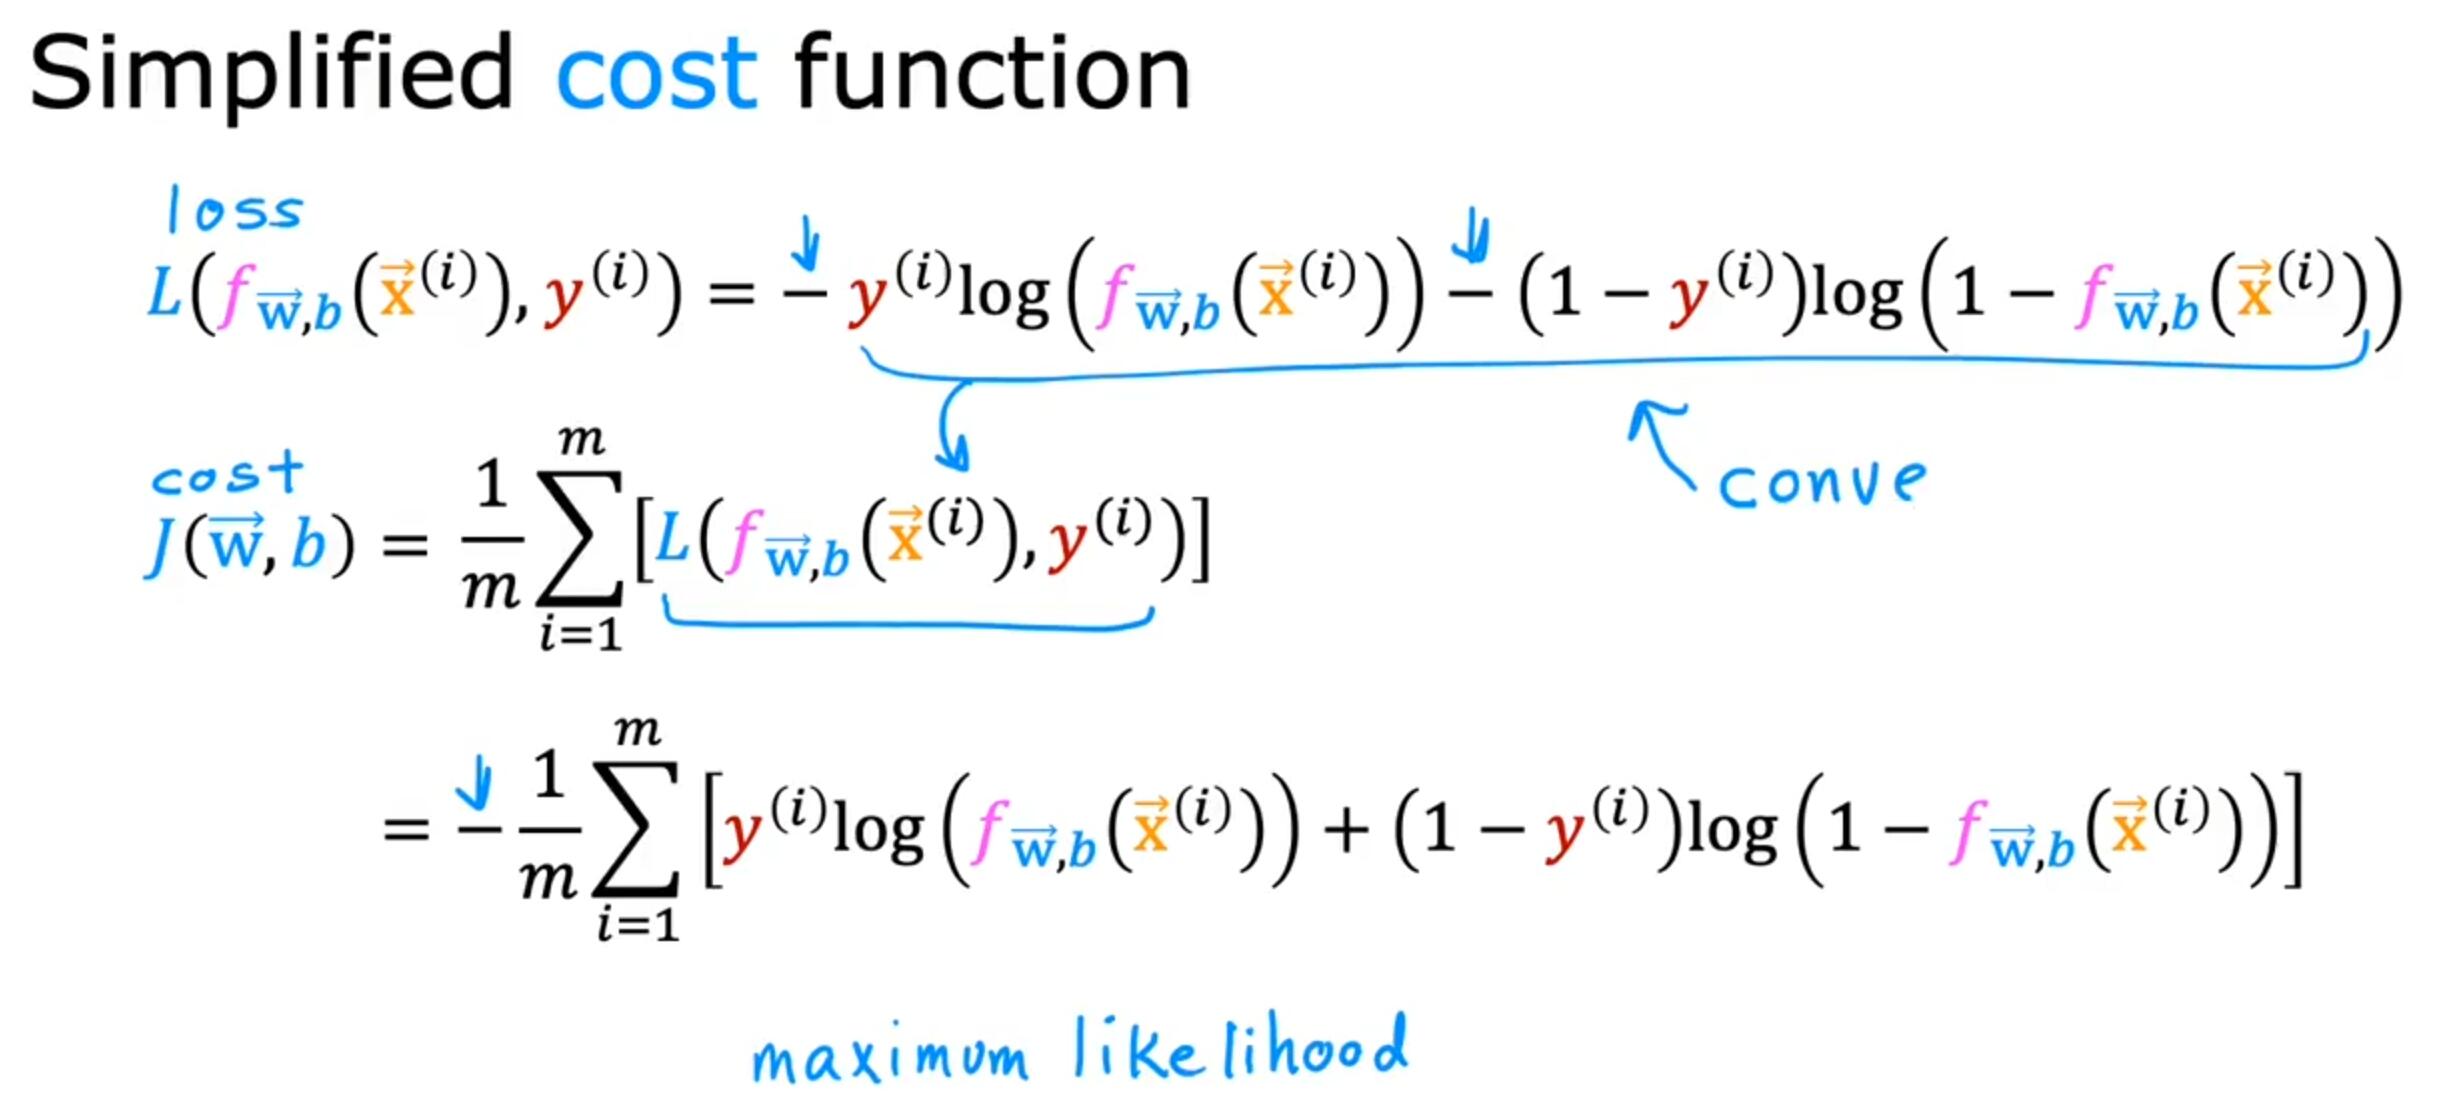 Simplified cost function
loss
L(f_{\vec{w},b}(\vec{x}^{(i)}), y^{(i)}) = − y^{(i)}log(f_{\vec{w},b}(\vec{x}^{(i)})) − (1 − y^{(i)})log(1 − f_{\vec{w},b}(\vec{x}^{(i)}))
conve
cost
J(\vec{w}, b) = \frac{1}{m} \sum_{i=1}^{m} [L(f_{\vec{w},b}(\vec{x}^{(i)}), y^{(i)})]
= − \frac{1}{m} \sum_{i=1}^{m} [y^{(i)}log(f_{\vec{w},b}(\vec{x}^{(i)})) + (1 − y^{(i)})log(1 − f_{\vec{w},b}(\vec{x}^{(i)}))]
maximum likelihood